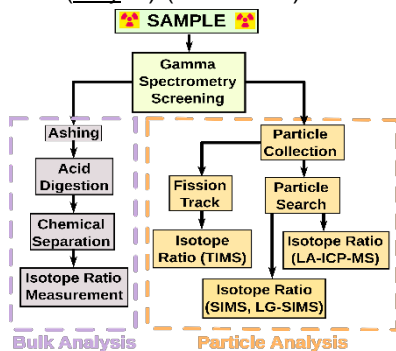 SAMPLE
Gamma
Spectrometry
Screening
Ashing
Acid
Digestion
Chemical
Separation
Isotope Ratio
Measurement
Bulk Analysis
Particle
Collection
Fission
Track
Particle
Search
Isotope
Ratio (TIMS)
Isotope Ratio
(LA-ICP-MS)
Isotope Ratio
(SIMS, LG-SIMS)
Particle Analysis